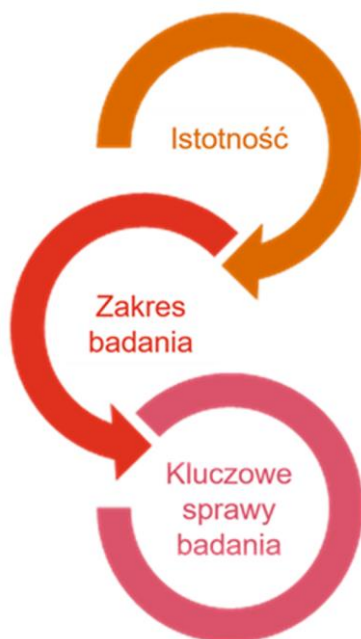 Istotność
Zakres
badania
Kluczowe
sprawy
badania